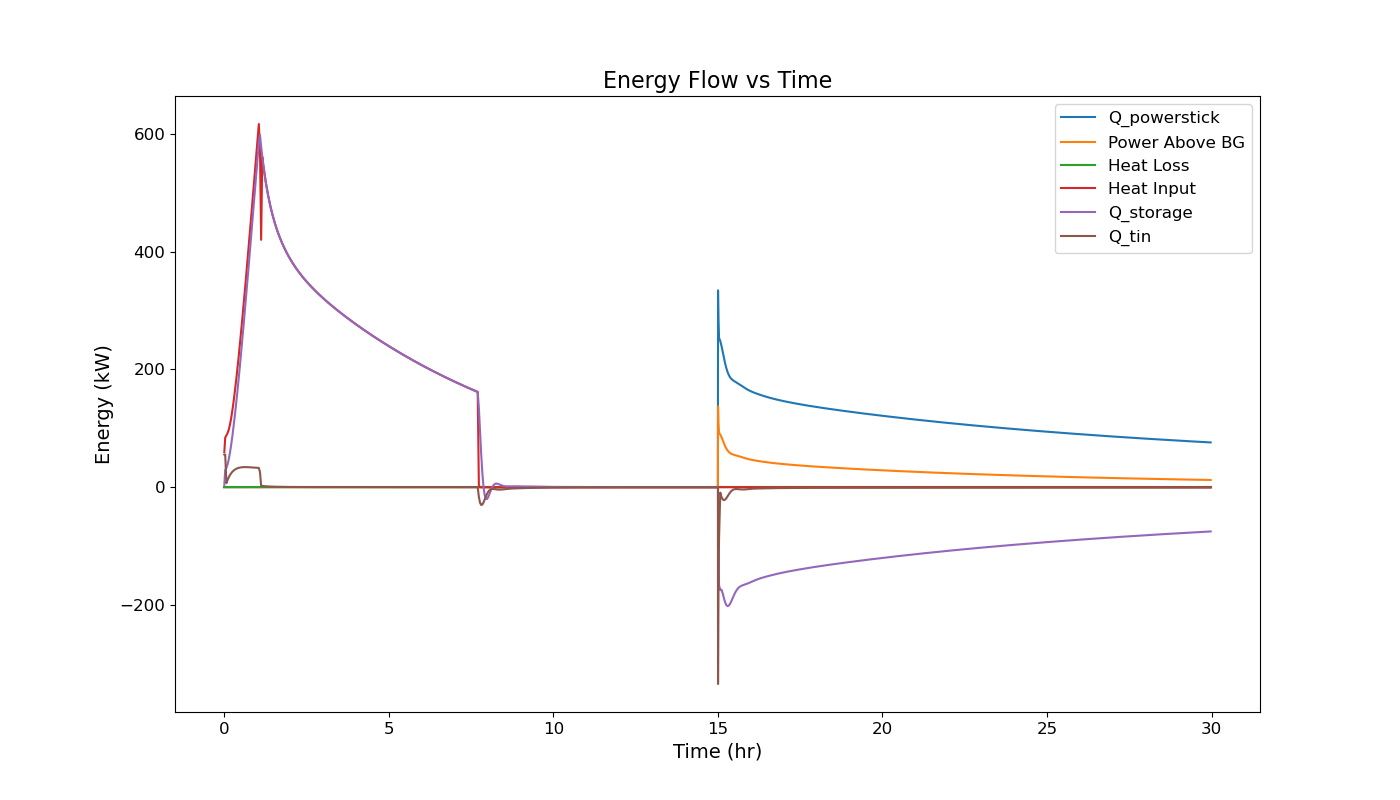 Energy Flow vs Time
Q_powerstick
Power Above BG
Heat Loss
Heat Input
Q_storage
Q_tin
Energy (kW)
600
400
200
0
−200
0
5
10
15
20
25
30
Time (hr)